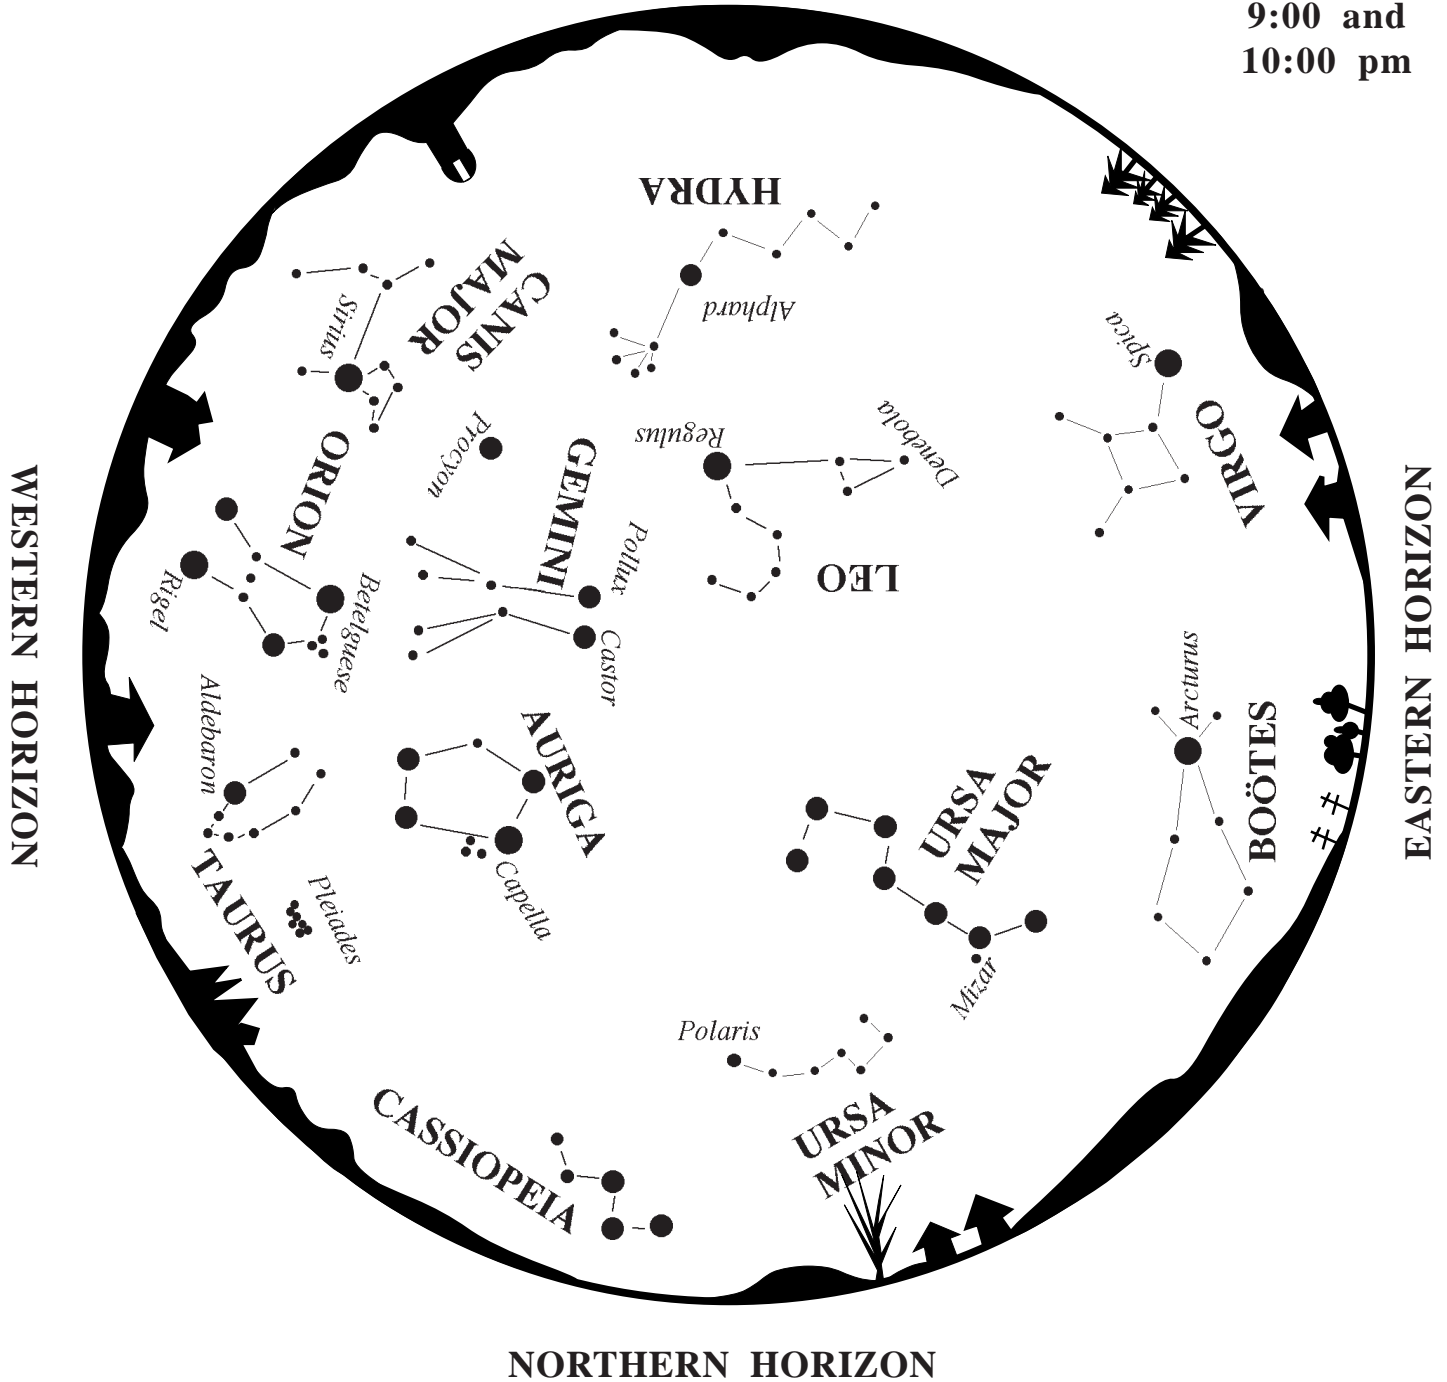 9:00 and
10:00 pm
HYDRA
Alphard
CANIS
MAJOR
Sirius
Spica
VIRGO
Procyon
ORION
GEMINI
Regulus
Denebola
LEO
Pollux
Castor
Rigel
Betelguese
WESTERN HORIZON
EASTERN HORIZON
Aldebaron
AURIGA
Arcturus
BOÖTES
URSA
MAJOR
TAURUS
Pleiades
Capella
Mizar
Polaris
URSA
MINOR
CASSIOPEIA
NORTHERN HORIZON